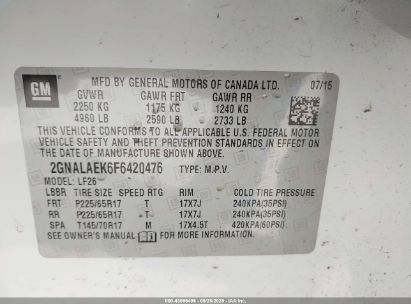 GM
MFD BY GENERAL MOTORS OF CANADA LTD. 07/15
GVWR GAWR FRT GAWR RR
2250 KG 1175 KG 1240 KG
4960 LB 2590 LB 2733 LB
THIS VEHICLE CONFORMS TO ALL APPLICABLE U.S. FEDERAL MOTOR
VEHICLE SAFETY AND THEFT PREVENTION STANDARDS IN EFFECT
ON THE DATE OF MANUFACTURE SHOWN ABOVE.
2GNALAEK6F6420476 TYPE: M.P.V.
MODEL: LF26
LBBR TIRE SIZE SPEED RTG RIM COLD TIRE PRESSURE
FRT P225/65R17 T 17X7J 240KPA(35PSI)
RR P225/65R17 T 17X7J 240KPA(35PSI)
SPA T145/70R17 M 17X4.5T 420KPA(60PSI)
SEE OWNER'S MANUAL FOR MORE INFORMATION.